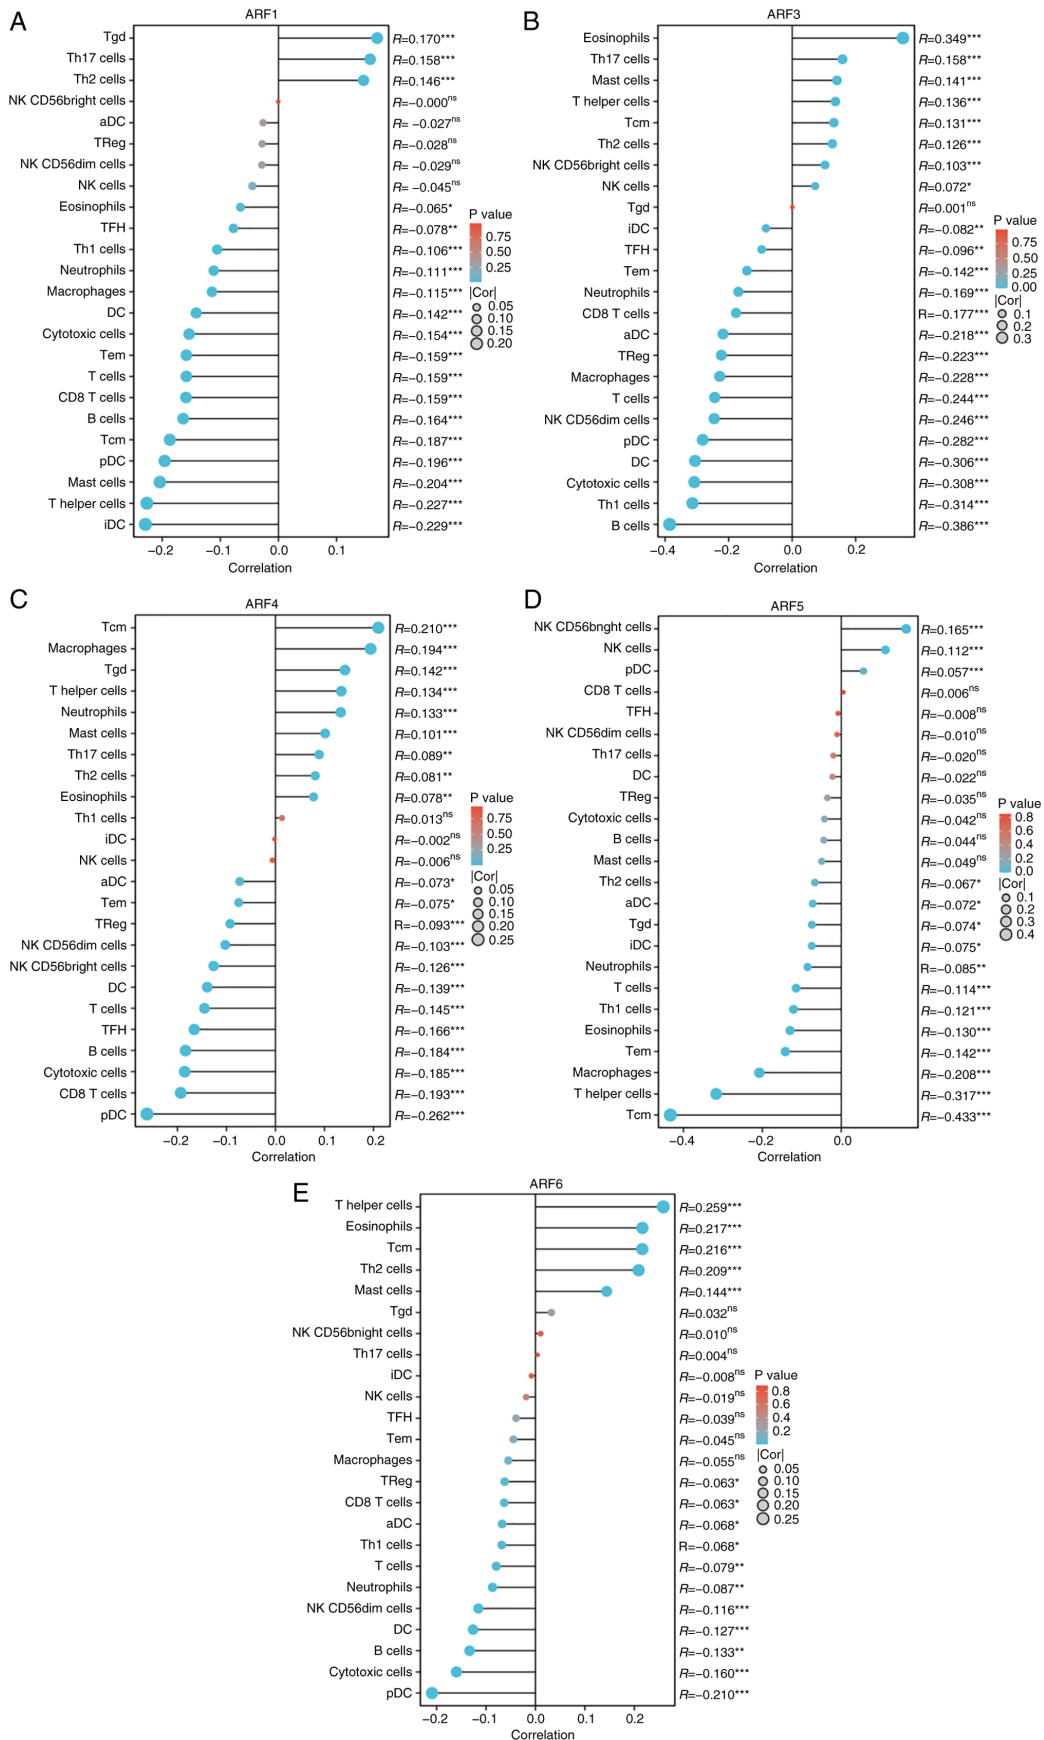 A
ARF1
Tgd R=0.170***
Th17 cells R=0.158***
Th2 cells R=0.146***
NK CD56bright cells R=−0.000ns
aDC R= −0.027ns
TReg R= −0.028ns
NK CD56dim cells R= −0.029ns
NK cells R= −0.045ns
Eosinophils R=−0.065*
TFH R=−0.078**
Th1 cells R=−0.106***
Neutrophils R=−0.111***
Macrophages R=−0.115***
DC R=−0.142***
Cytotoxic cells R=−0.154***
Tem R=−0.159***
T cells R=−0.159***
CD8 T cells R=−0.159***
B cells R=−0.164***
Tcm R=−0.187***
pDC R=−0.196***
Mast cells R=−0.204***
T helper cells R=−0.227***
iDC R=−0.229***
−0.2 −0.1 0.0 0.1
Correlation
P value
0.75
0.50
0.25
|Cor|
0.05
0.10
0.15
0.20
B
ARF3
Eosinophils R=0.349***
Th17 cells R=0.158***
Mast cells R=0.141***
T helper cells R=0.136***
Tcm R=0.131***
Th2 cells R=0.126***
NK CD56bright cells R=0.103***
NK cells R=0.072*
Tgd R=0.001ns
iDC R=−0.082**
TFH R=−0.096**
Tem R=−0.142***
Neutrophils R=−0.169***
CD8 T cells R=−0.177***
aDC R=−0.218***
TReg R=−0.223***
Macrophages R=−0.228***
T cells R=−0.244***
NK CD56dim cells R=−0.246***
pDC R=−0.282***
DC R=−0.306***
Cytotoxic cells R=−0.308***
Th1 cells R=−0.314***
B cells R=−0.386***
−0.4 −0.2 0.0 0.2
Correlation
P value
0.75
0.50
0.25
0.00
|Cor|
0.1
0.2
0.3
C
ARF4
Tcm R=0.210***
Macrophages R=0.194***
Tgd R=0.142***
T helper cells R=0.134***
Neutrophils R=0.133***
Mast cells R=0.101***
Th17 cells R=0.089**
Th2 cells R=0.081**
Eosinophils R=0.078**
Th1 cells R=0.013ns
iDC R=−0.002ns
NK cells R=−0.006ns
aDC R=−0.073*
Tem R=−0.075*
TReg R=−0.093***
NK CD56dim cells R=−0.103***
NK CD56bright cells R=−0.126***
DC R=−0.139***
T cells R=−0.145***
TFH R=−0.166***
B cells R=−0.184***
Cytotoxic cells R=−0.185***
CD8 T cells R=−0.193***
pDC R=−0.262***
−0.2 −0.1 0.0 0.1 0.2
Correlation
P value
0.75
0.50
0.25
|Cor|
0.05
0.10
0.15
0.20
0.25
D
ARF5
NK CD56bnght cells R=0.165***
NK cells R=0.112***
pDC R=0.057***
CD8 T cells R=0.006ns
TFH R=−0.008ns
NK CD56dim cells R=−0.010ns
Th17 cells R=−0.020ns
DC R=−0.022ns
TReg R=−0.035ns
Cytotoxic cells R=−0.042ns
B cells R=−0.044ns
Mast cells R=−0.049ns
Th2 cells R=−0.067*
aDC R=−0.072*
Tgd R=−0.074*
iDC R=−0.075*
Neutrophils R=−0.085**
T cells R=−0.114***
Th1 cells R=−0.121***
Eosinophils R=−0.130***
Tem R=−0.142***
Macrophages R=−0.208***
T helper cells R=−0.317***
Tcm R=−0.433***
−0.4 −0.2 0.0
Correlation
P value
0.8
0.6
0.4
0.2
0.0
|Cor|
0.1
0.2
0.3
0.4
E
ARF6
T helper cells R=0.259***
Eosinophils R=0.217***
Tcm R=0.216***
Th2 cells R=0.209***
Mast cells R=0.144***
Tgd R=0.032ns
NK CD56bnight cells R=0.010ns
Th17 cells R=0.004ns
iDC R=−0.008ns
NK cells R=−0.019ns
TFH R=−0.039ns
Tem R=−0.045ns
Macrophages R=−0.055ns
TReg R=−0.063*
CD8 T cells R=−0.063*
aDC R=−0.068*
Th1 cells R=−0.068*
T cells R=−0.079**
Neutrophils R=−0.087**
NK CD56dim cells R=−0.116***
DC R=−0.127***
B cells R=−0.133**
Cytotoxic cells R=−0.160***
pDC R=−0.210***
−0.2 −0.1 0.0 0.1 0.2
Correlation
P value
0.8
0.6
0.4
0.2
|Cor|
0.05
0.10
0.15
0.20
0.25